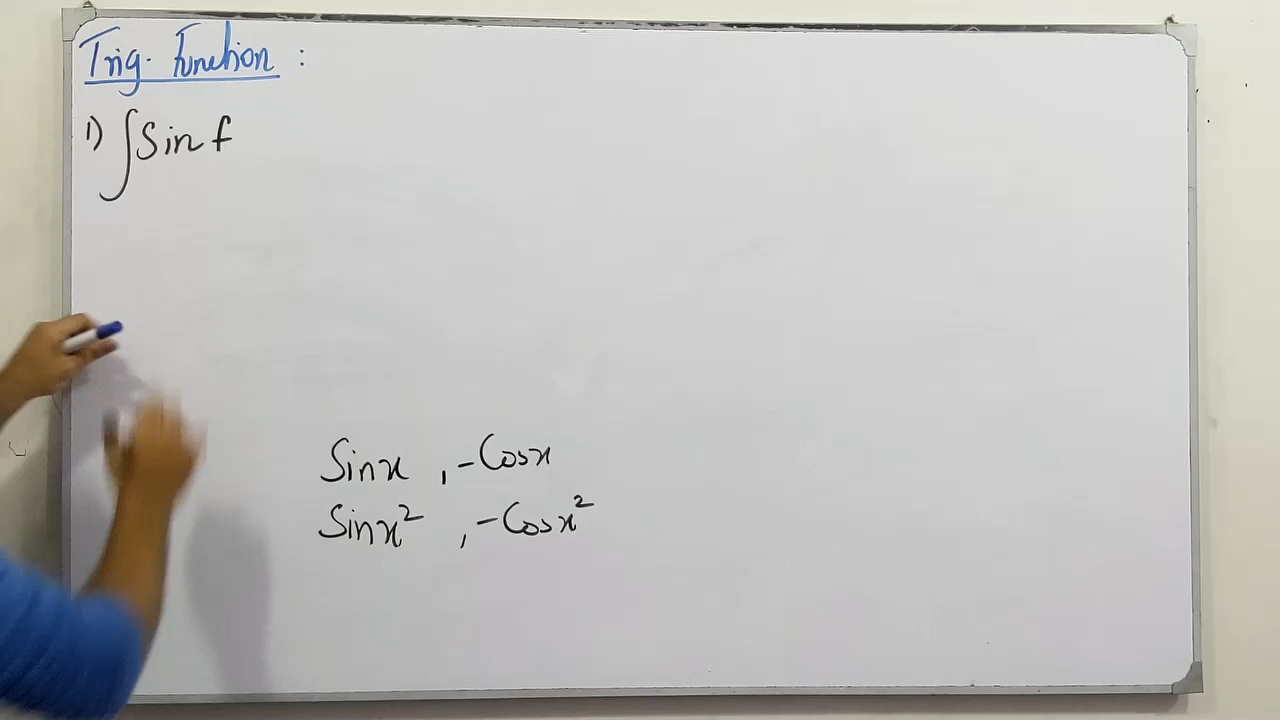 Trig. Function :
1) ∫Sin f
Sinx , -Cosx
Sinx² , -Cosx²